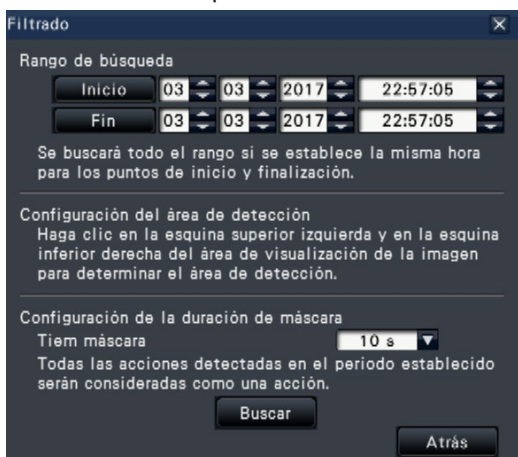 Filtrado
Rango de búsqueda
Inicio 03 03 2017 22:57:05
Fin 03 03 2017 22:57:05
Se buscará todo el rango si se establece la misma hora
para los puntos de inicio y finalización.
Configuración del área de detección
Haga clic en la esquina superior izquierda y en la esquina
inferior derecha del área de visualización de la imagen
para determinar el área de detección.
Configuración de la duración de máscara
Tiem máscara 10 s
Todas las acciones detectadas en el periodo establecido
serán consideradas como una acción.
Buscar
Atrás